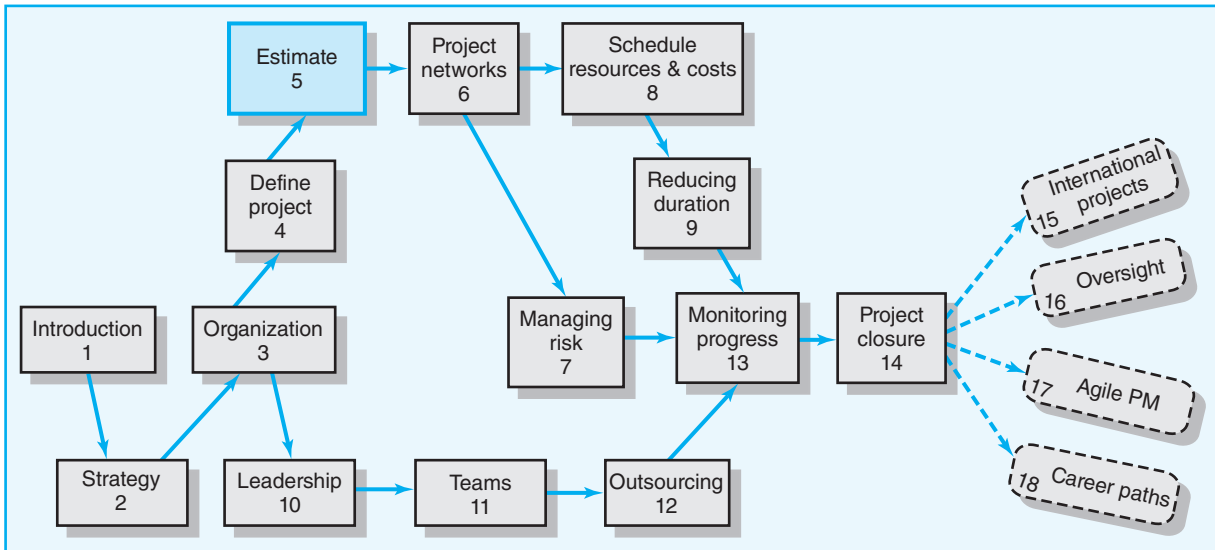 Estimate
5
Project
networks
6
Schedule
resources & costs
8
Define
project
4
Reducing
duration
9
International
projects
15
Oversight
16
Introduction
1
Organization
3
Managing
risk
7
Monitoring
progress
13
Project
closure
14
Agile PM
17
Strategy
2
Leadership
10
Teams
11
Outsourcing
12
Career paths
18